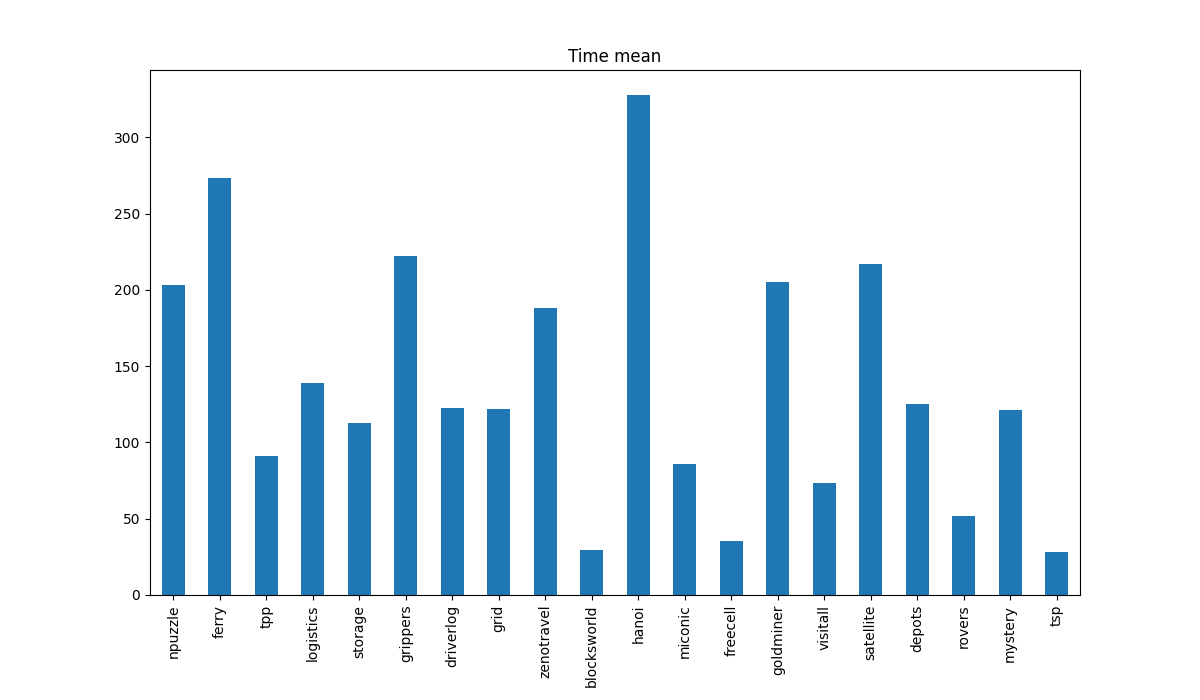 Time mean
300
250
200
150
100
50
0
npuzzle
ferry
tpp
logistics
storage
grippers
driverlog
grid
zenotravel
blocksworld
hanoi
miconic
freecell
goldminer
visitall
satellite
depots
rovers
mystery
tsp